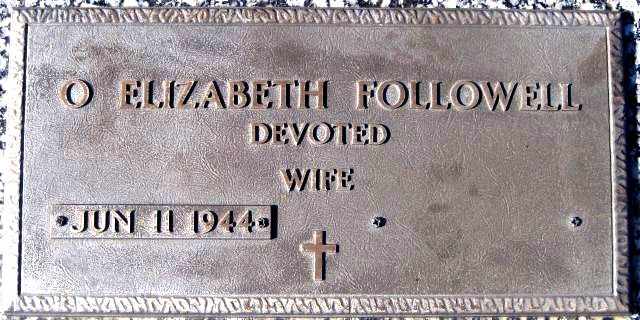 O ELIZABETH FOLLOWELL
DEVOTED
WIFE
JUN 11 1944